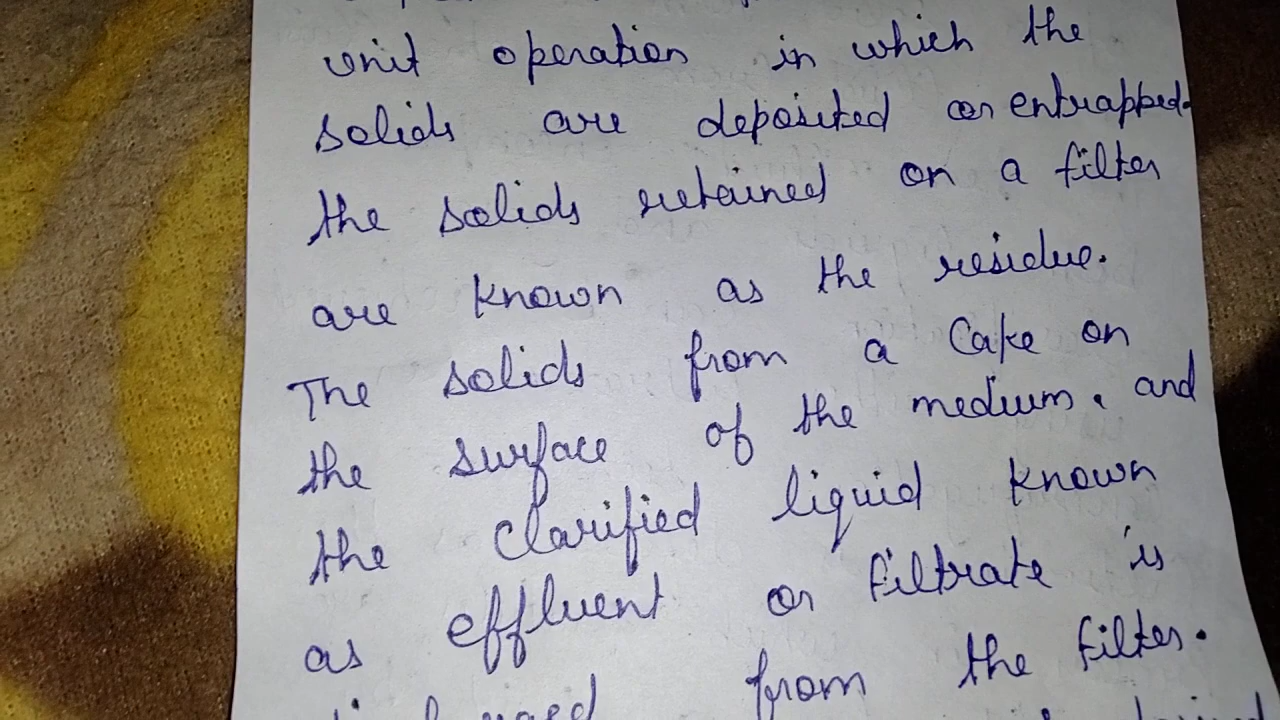 unit operation in which the
solids are deposited or entrapped.
the solids retained on a filter
are known as the residue.
The solids from a Cake on
the surface of the medium. and
the clarified liquid known
as effluent or filtrate is
from the filter.